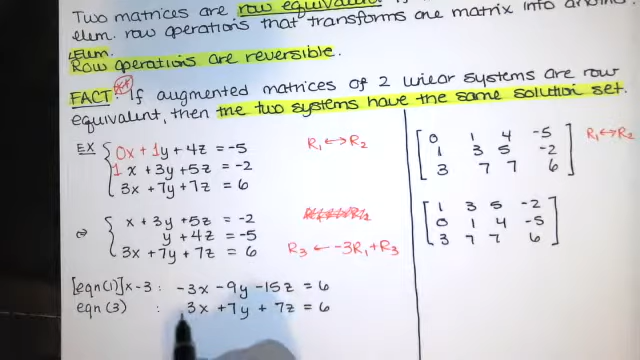 Two matrices are row equivalent
elem. row operations that transforms one matrix into
elem.
Row operations are reversible.
FACT: If augmented matrices of 2 linear systems are row
equivalent, then the two systems have the same solution set.
EX { 0x + 1y + 4z = -5
1x + 3y + 5z = -2
3x + 7y + 7z = 6
R₁ ↔ R₂
⇔ { x + 3y + 5z = -2
y + 4z = -5
3x + 7y + 7z = 6
R₃ ← -3R₁ + R₃
[eqn(1)] x -3 : -3x - 9y - 15z = 6
eqn (3) : 3x + 7y + 7z = 6
[ 0 1 4 -5 ] R₁ ↔ R₂
1 3 5 -2
3 7 7 6
[ 1 3 5 -2 ]
0 1 4 -5
3 7 7 6